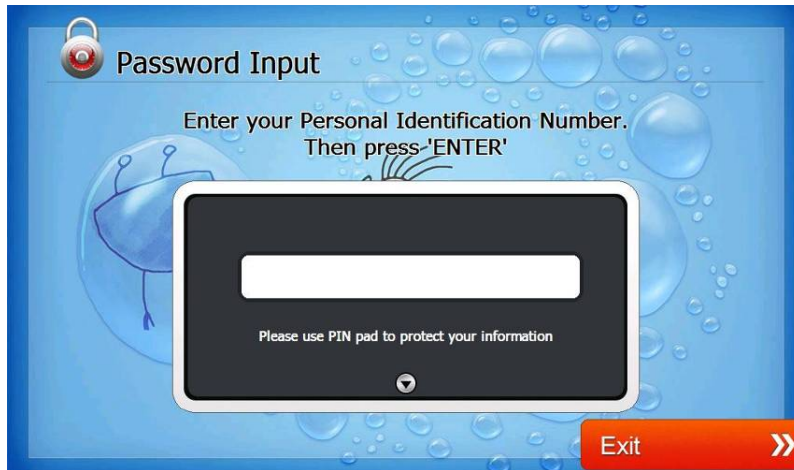 Password Input
Enter your Personal Identification Number.
Then press 'ENTER'
Please use PIN pad to protect your information
Exit